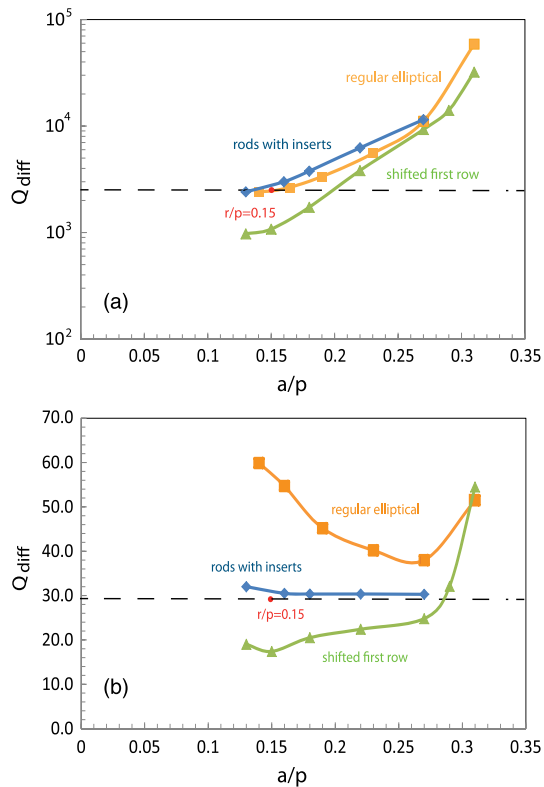 10^5
regular elliptical
10^4
rods with inserts
Q diff
shifted first row
10^3
r/p=0.15
(a)
10^2
0 0.05 0.1 0.15 0.2 0.25 0.3 0.35
a/p
70.0
60.0
50.0
regular elliptical
40.0
Q diff
rods with inserts
30.0
r/p=0.15
20.0
shifted first row
10.0
(b)
0.0
0 0.05 0.1 0.15 0.2 0.25 0.3 0.35
a/p